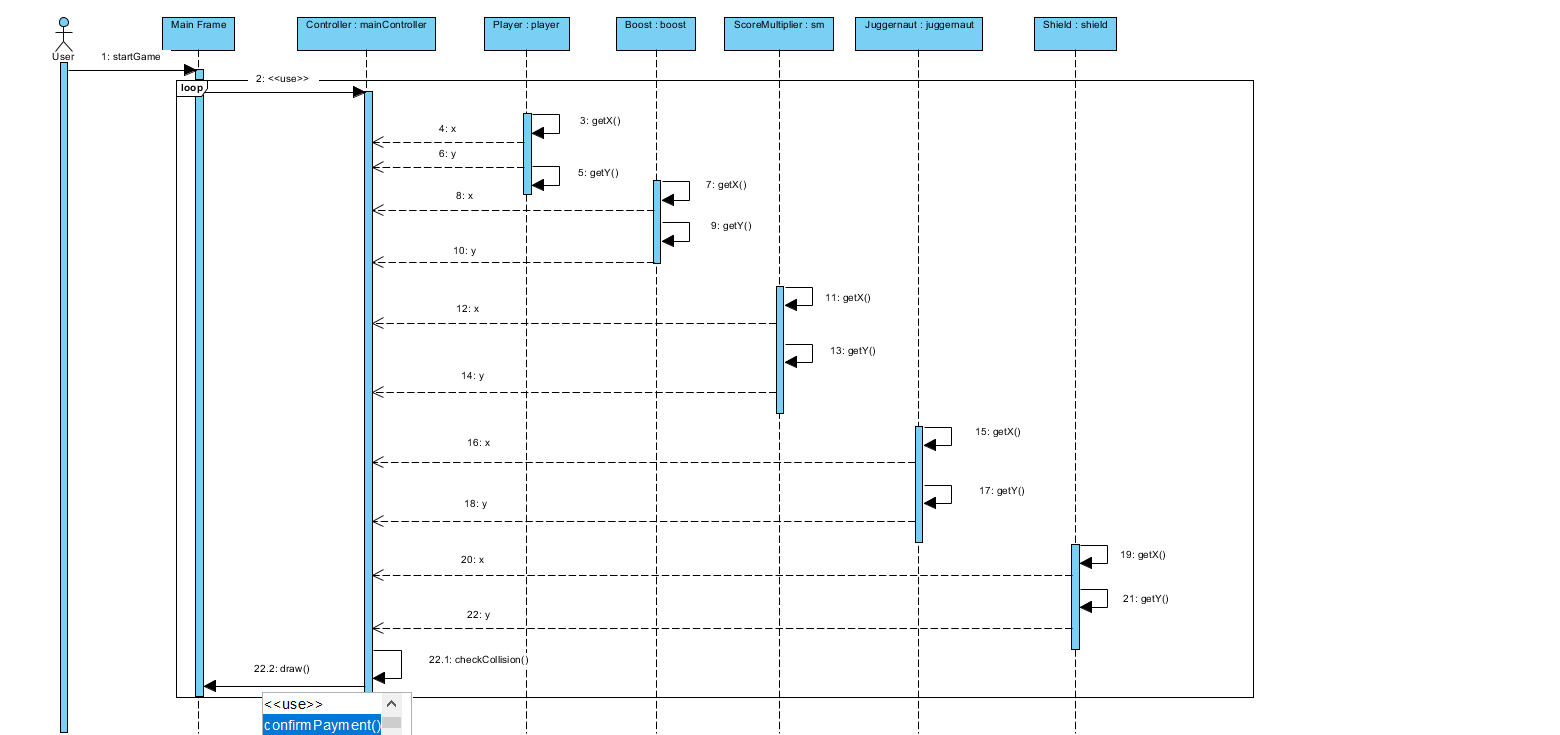 Main Frame
Controller : mainController
Player : player
Boost : boost
ScoreMultiplier : sm
Juggernaut : juggernaut
Shield : shield
User
1: startGame
2: <<use>>
loop
3: getX()
4: x
6: y
5: getY()
7: getX()
8: x
9: getY()
10: y
11: getX()
12: x
13: getY()
14: y
15: getX()
16: x
17: getY()
18: y
19: getX()
20: x
21: getY()
22: y
22.1: checkCollision()
22.2: draw()
<<use>>
confirmPayment()